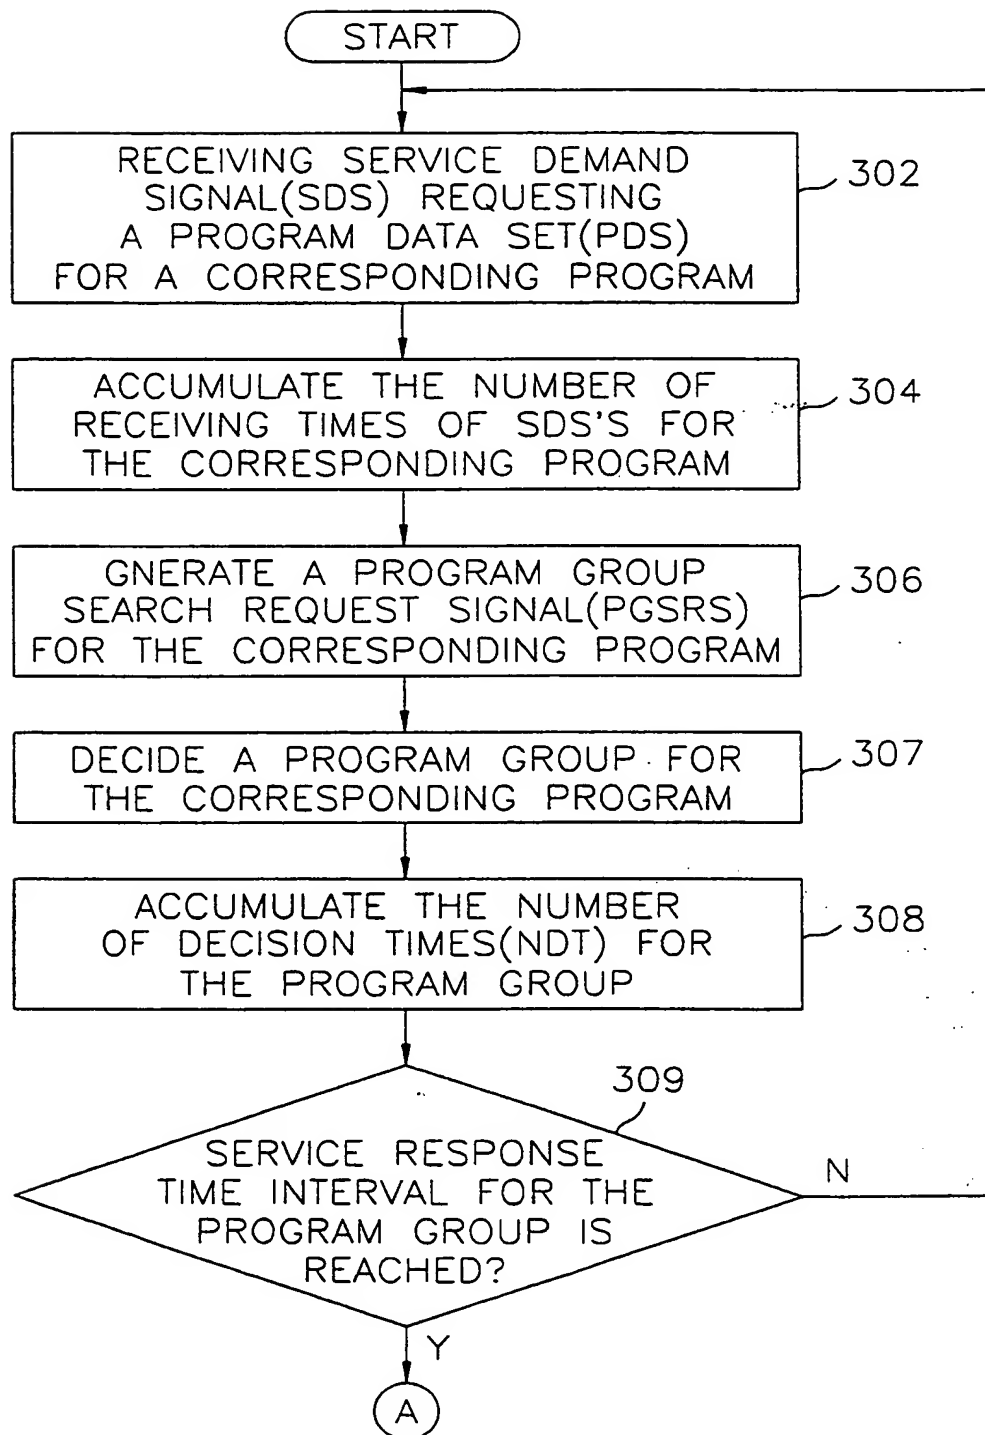 START
RECEIVING SERVICE DEMAND
SIGNAL(SDS) REQUESTING
A PROGRAM DATA SET(PDS)
FOR A CORRESPONDING PROGRAM
302
ACCUMULATE THE NUMBER OF
RECEIVING TIMES OF SDS'S FOR
THE CORRESPONDING PROGRAM
304
GNERATE A PROGRAM GROUP
SEARCH REQUEST SIGNAL(PGSRS)
FOR THE CORRESPONDING PROGRAM
306
DECIDE A PROGRAM GROUP FOR
THE CORRESPONDING PROGRAM
307
ACCUMULATE THE NUMBER
OF DECISION TIMES(NDT) FOR
THE PROGRAM GROUP
308
309
SERVICE RESPONSE
TIME INTERVAL FOR THE
PROGRAM GROUP IS
REACHED?
N
Y
A